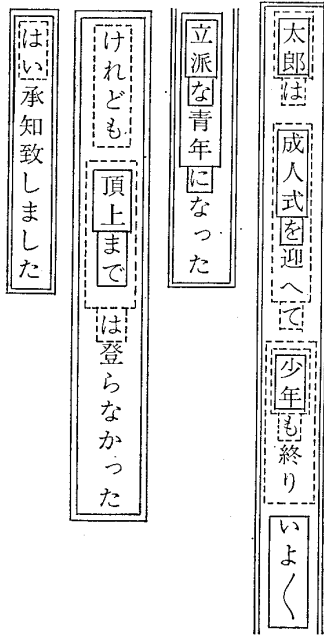 太郎は成人式を迎へて少年も終りいよ〱
立派な青年になった
けれども頂上までは登らなかった
はい承知致しました